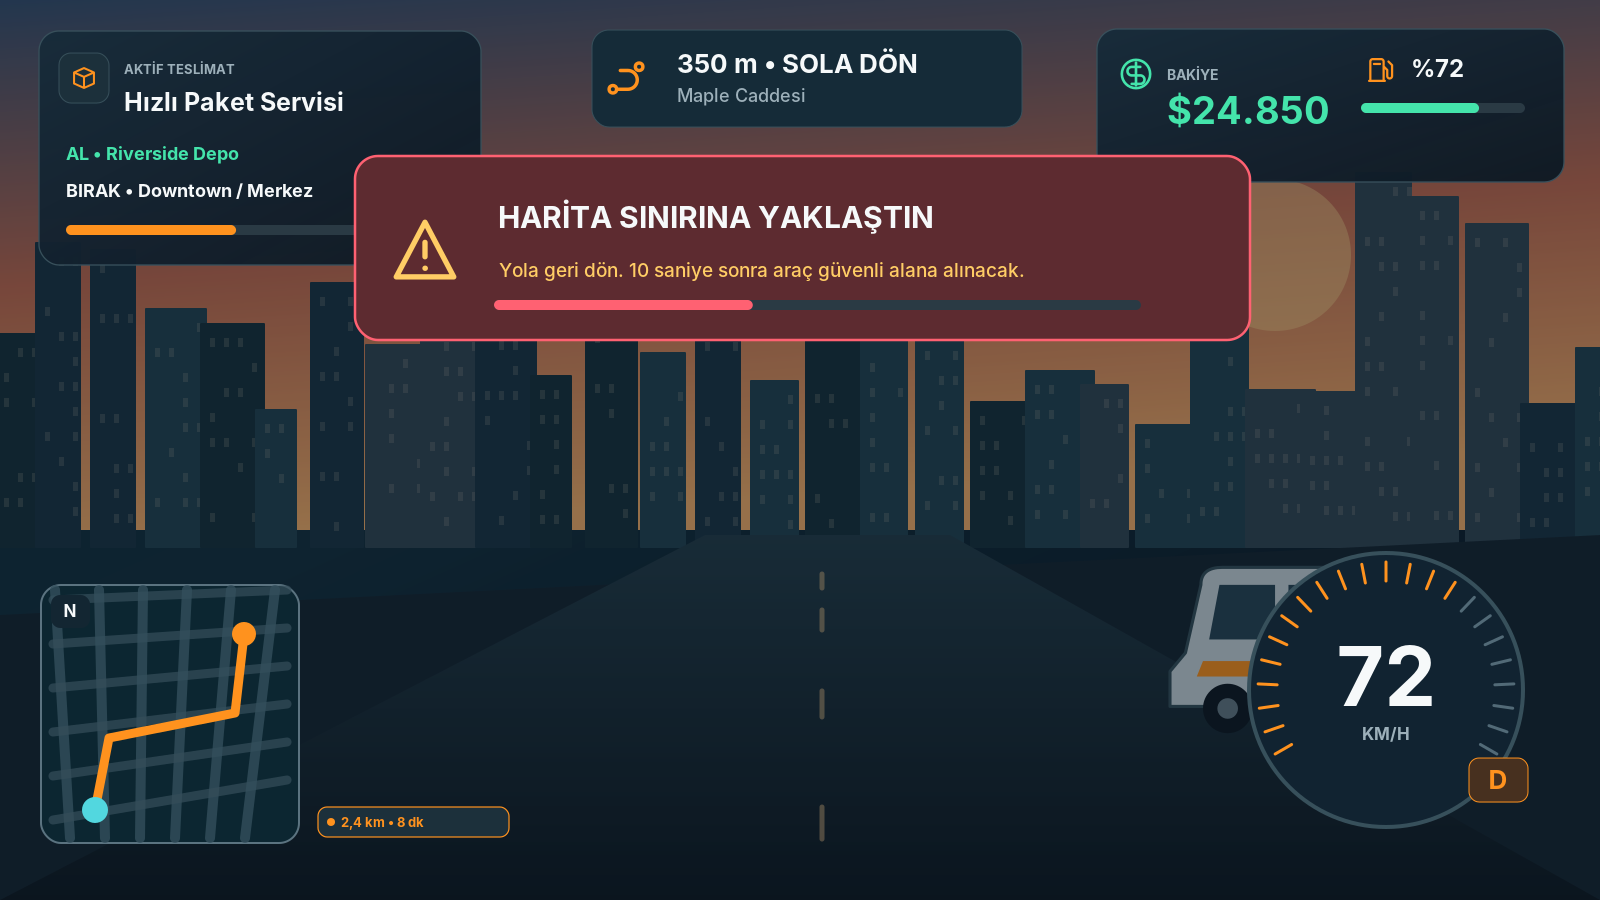 AKTİF TESLİMAT
Hızlı Paket Servisi
AL • Riverside Depo
BIRAK • Downtown / Merkez
350 m • SOLA DÖN
Maple Caddesi
BAKİYE
$24.850
%72
HARİTA SINIRINA YAKLAŞTIN
Yola geri dön. 10 saniye sonra araç güvenli alana alınacak.
N
2,4 km • 8 dk
72
KM/H
D